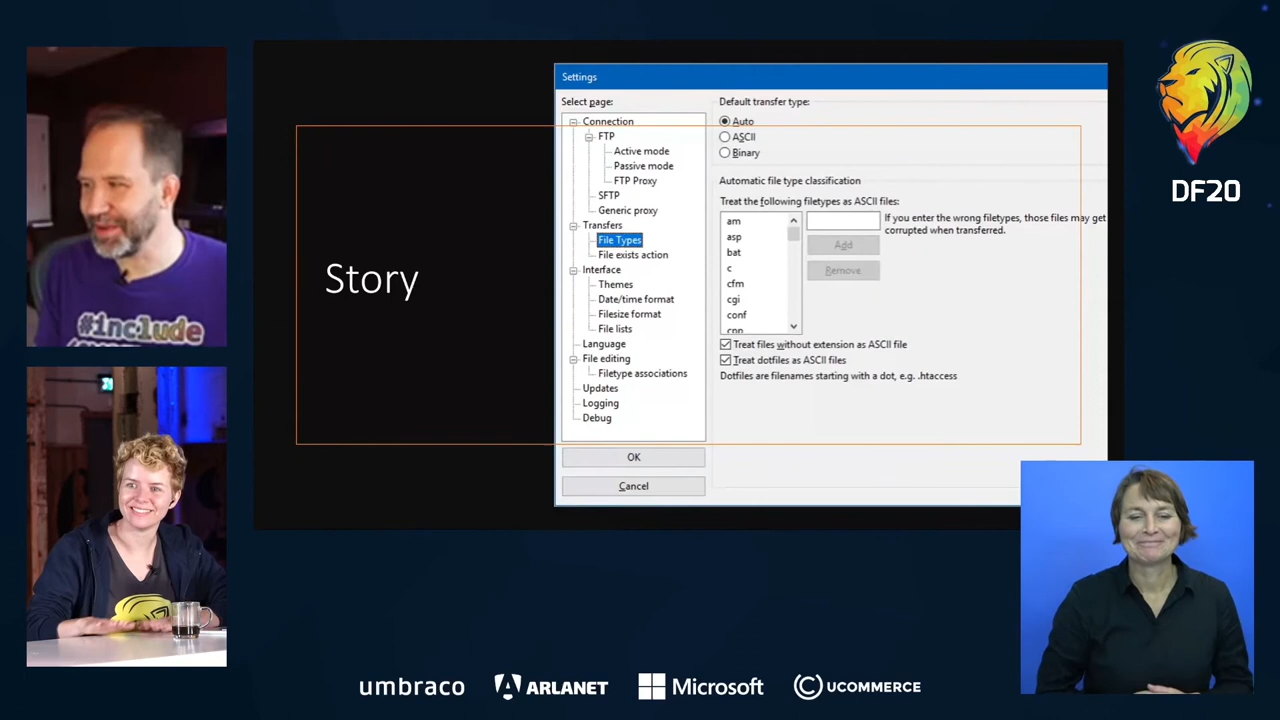 Story
Settings
Select page:
Connection
FTP
Active mode
Passive mode
FTP Proxy
SFTP
Generic proxy
Transfers
File Types
File exists action
Interface
Themes
Date/time format
Filesize format
File lists
Language
File editing
Filetype associations
Updates
Logging
Debug
OK
Cancel
Default transfer type:
Auto
ASCII
Binary
Automatic file type classification
Treat the following filetypes as ASCII files:
am
asp
bat
c
cfm
cgi
conf
cpp
If you enter the wrong filetypes, those files may get
corrupted when transferred.
Add
Remove
Treat files without extension as ASCII file
Treat dotfiles as ASCII files
Dotfiles are filenames starting with a dot, e.g. .htaccess
DF20
#include
umbraco
ARLANET
Microsoft
UCOMMERCE